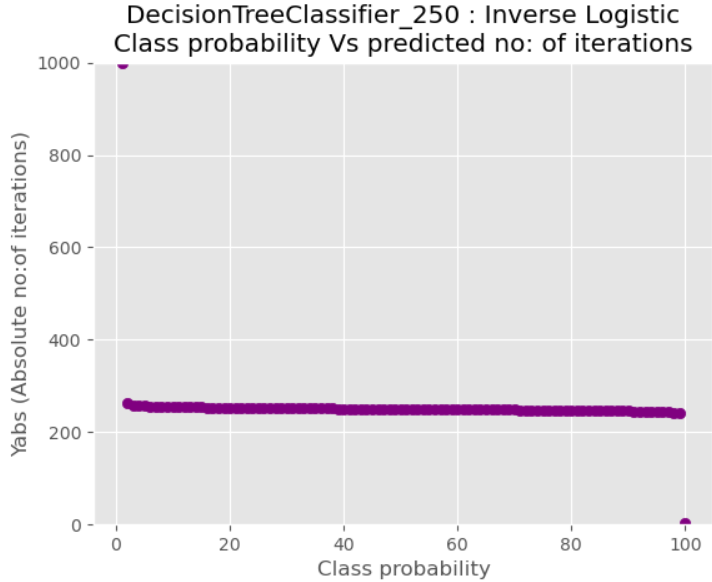 DecisionTreeClassifier_250 : Inverse Logistic
Class probability Vs predicted no: of iterations
Yabs (Absolute no:of iterations)
1000
800
600
400
200
0
0 20 40 60 80 100
Class probability